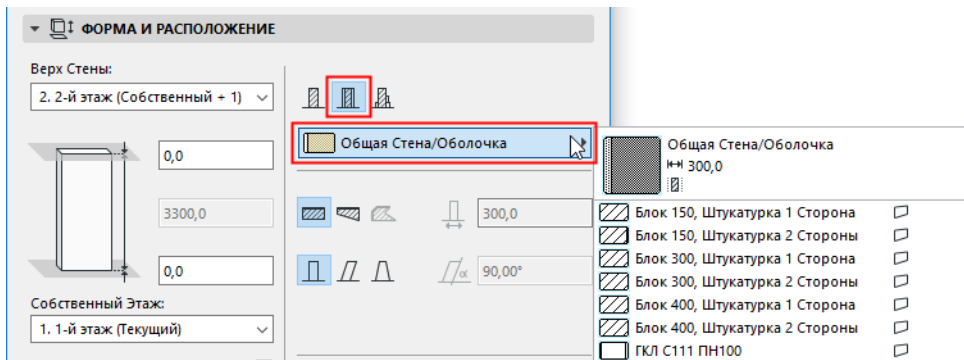 ФОРМА И РАСПОЛОЖЕНИЕ
Верх Стены:
2. 2-й этаж (Собственный + 1)
0,0
3300,0
0,0
Собственный Этаж:
1. 1-й этаж (Текущий)
Общая Стена/Оболочка
300,0
α 90,00°
Общая Стена/Оболочка
300,0
Блок 150, Штукатурка 1 Сторона
Блок 150, Штукатурка 2 Стороны
Блок 300, Штукатурка 1 Сторона
Блок 300, Штукатурка 2 Стороны
Блок 400, Штукатурка 1 Сторона
Блок 400, Штукатурка 2 Стороны
ГКЛ С111 ПН100